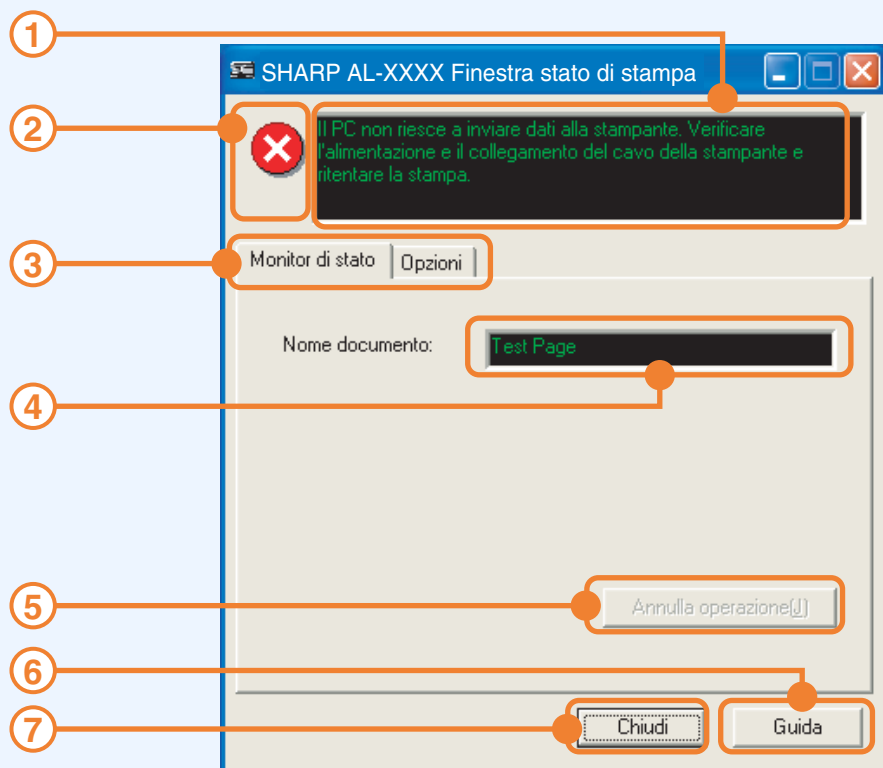 1
SHARP AL-XXXX Finestra stato di stampa
2
Il PC non riesce a inviare dati alla stampante. Verificare
l'alimentazione e il collegamento del cavo della stampante e
ritentare la stampa.
3
Monitor di stato
Opzioni
Nome documento:
Test Page
4
5
Annulla operazione(J)
6
7
Chiudi
Guida